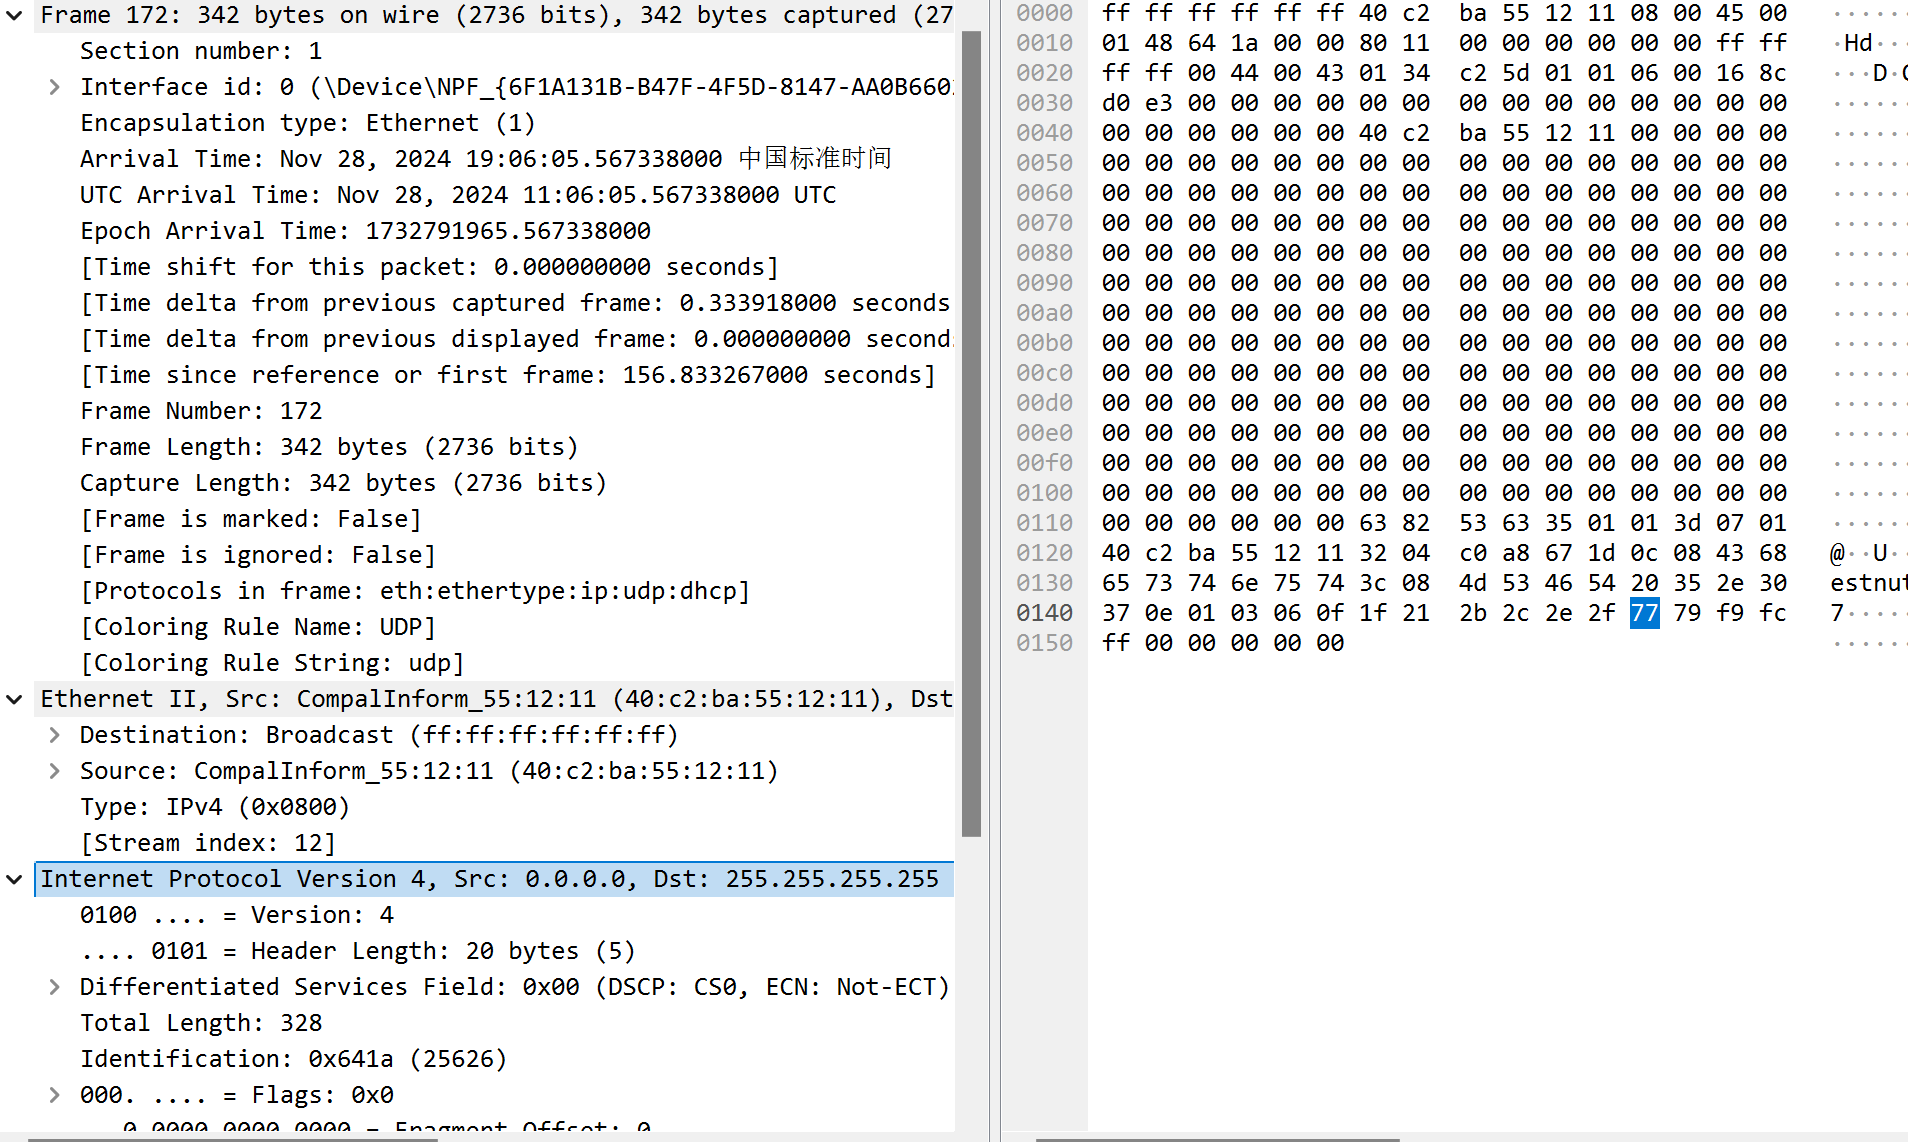 Frame 172: 342 bytes on wire (2736 bits), 342 bytes captured (27
Section number: 1
Interface id: 0 (\Device\NPF_{6F1A131B-B47F-4F5D-8147-AA0B660
Encapsulation type: Ethernet (1)
Arrival Time: Nov 28, 2024 19:06:05.567338000 中国标准时间
UTC Arrival Time: Nov 28, 2024 11:06:05.567338000 UTC
Epoch Arrival Time: 1732791965.567338000
[Time shift for this packet: 0.000000000 seconds]
[Time delta from previous captured frame: 0.333918000 seconds
[Time delta from previous displayed frame: 0.000000000 second
[Time since reference or first frame: 156.833267000 seconds]
Frame Number: 172
Frame Length: 342 bytes (2736 bits)
Capture Length: 342 bytes (2736 bits)
[Frame is marked: False]
[Frame is ignored: False]
[Protocols in frame: eth:ethertype:ip:udp:dhcp]
[Coloring Rule Name: UDP]
[Coloring Rule String: udp]
Ethernet II, Src: CompalInform_55:12:11 (40:c2:ba:55:12:11), Dst
Destination: Broadcast (ff:ff:ff:ff:ff:ff)
Source: CompalInform_55:12:11 (40:c2:ba:55:12:11)
Type: IPv4 (0x0800)
[Stream index: 12]
Internet Protocol Version 4, Src: 0.0.0.0, Dst: 255.255.255.255
0100 .... = Version: 4
.... 0101 = Header Length: 20 bytes (5)
Differentiated Services Field: 0x00 (DSCP: CS0, ECN: Not-ECT)
Total Length: 328
Identification: 0x641a (25626)
000. .... = Flags: 0x0
...0 0000 0000 0000 = Fragment Offset: 0
0000 ff ff ff ff ff ff 40 c2 ba 55 12 11 08 00 45 00 ······
0010 01 48 64 1a 00 00 80 11 00 00 00 00 00 00 ff ff ·Hd···
0020 ff ff 00 44 00 43 01 34 c2 5d 01 01 06 00 16 8c ···D·C
0030 d0 e3 00 00 00 00 00 00 00 00 00 00 00 00 00 00 ······
0040 00 00 00 00 00 00 40 c2 ba 55 12 11 00 00 00 00 ······
0050 00 00 00 00 00 00 00 00 00 00 00 00 00 00 00 00 ······
0060 00 00 00 00 00 00 00 00 00 00 00 00 00 00 00 00 ······
0070 00 00 00 00 00 00 00 00 00 00 00 00 00 00 00 00 ······
0080 00 00 00 00 00 00 00 00 00 00 00 00 00 00 00 00 ······
0090 00 00 00 00 00 00 00 00 00 00 00 00 00 00 00 00 ······
00a0 00 00 00 00 00 00 00 00 00 00 00 00 00 00 00 00 ······
00b0 00 00 00 00 00 00 00 00 00 00 00 00 00 00 00 00 ······
00c0 00 00 00 00 00 00 00 00 00 00 00 00 00 00 00 00 ······
00d0 00 00 00 00 00 00 00 00 00 00 00 00 00 00 00 00 ······
00e0 00 00 00 00 00 00 00 00 00 00 00 00 00 00 00 00 ······
00f0 00 00 00 00 00 00 00 00 00 00 00 00 00 00 00 00 ······
0100 00 00 00 00 00 00 00 00 00 00 00 00 00 00 00 00 ······
0110 00 00 00 00 00 00 63 82 53 63 35 01 01 3d 07 01 ······
0120 40 c2 ba 55 12 11 32 04 c0 a8 67 1d 0c 08 43 68 @··U··
0130 65 73 74 6e 75 74 3c 08 4d 53 46 54 20 35 2e 30 estnut
0140 37 0e 01 03 06 0f 1f 21 2b 2c 2e 2f 77 79 f9 fc 7·····
0150 ff 00 00 00 00 00 ······